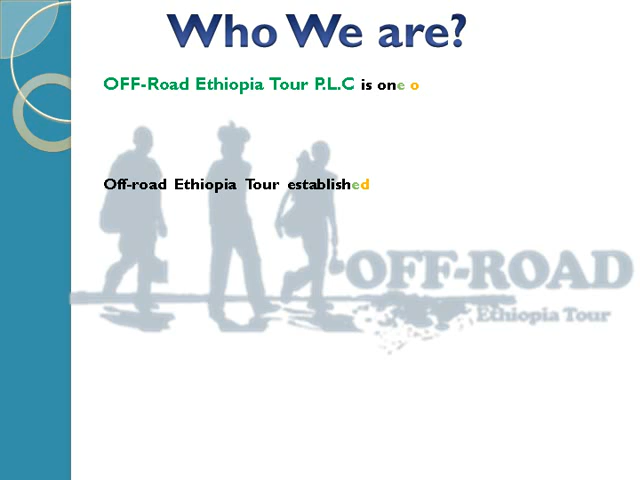 Who We are?
OFF-Road Ethiopia Tour P.L.C is one o
Off-road Ethiopia Tour established
OFF-ROAD
Ethiopia Tour